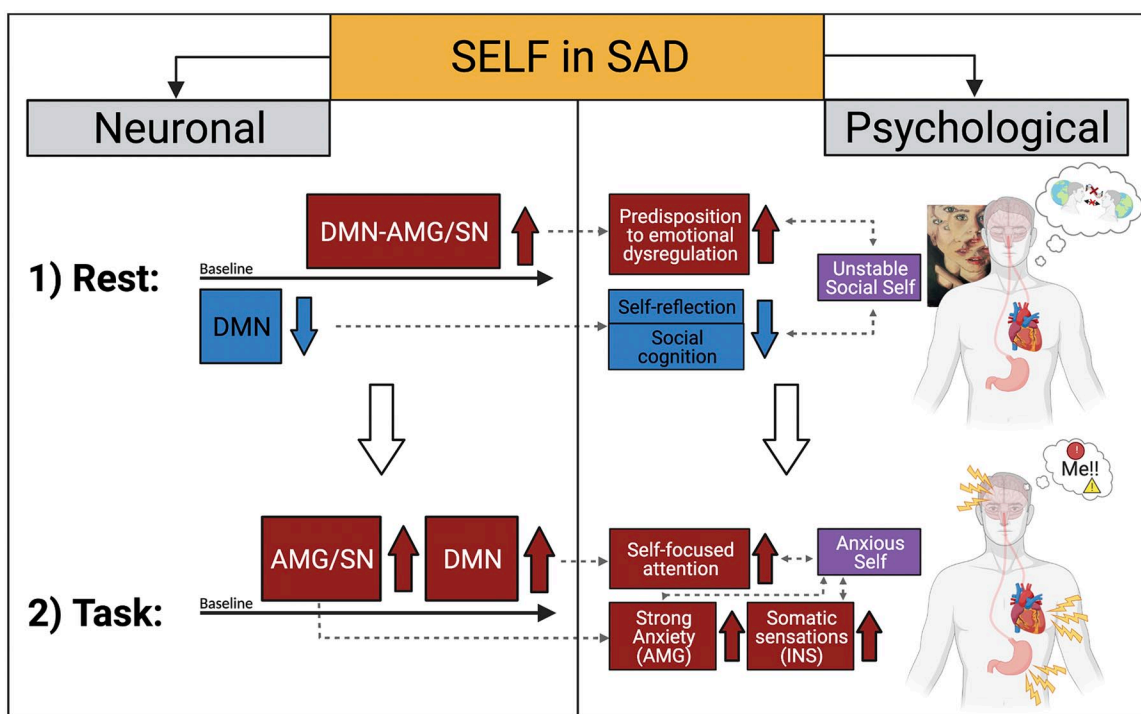 SELF in SAD
Neuronal
Psychological
1) Rest:
DMN-AMG/SN
Baseline
DMN
Predisposition
to emotional
dysregulation
Self-reflection
Social
cognition
Unstable
Social Self
2) Task:
AMG/SN
DMN
Baseline
Self-focused
attention
Strong
Anxiety
(AMG)
Somatic
sensations
(INS)
Anxious
Self
!
Me!!
!